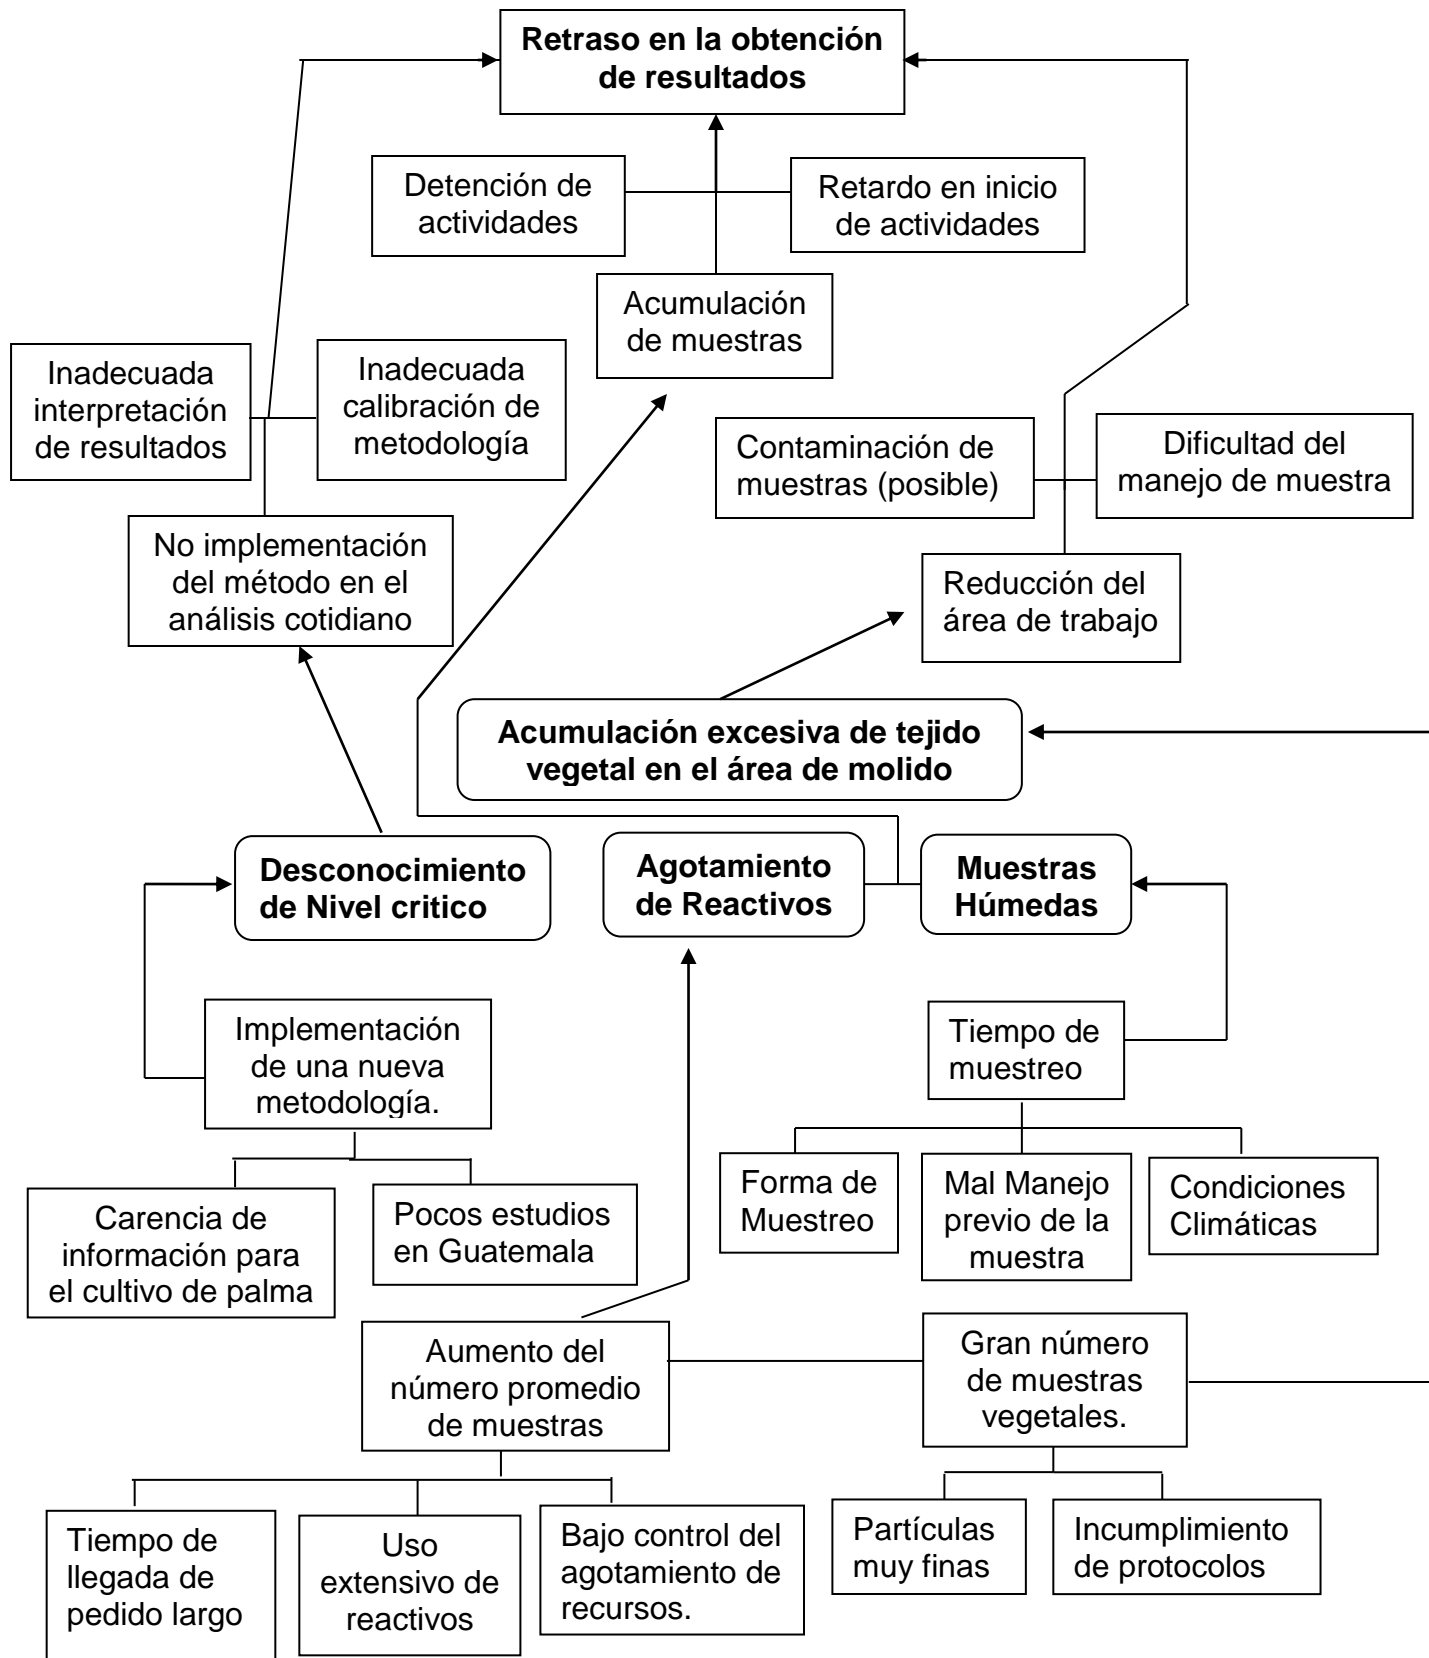 Retraso en la obtención
de resultados
Detención de
actividades
Retardo en inicio
de actividades
Acumulación
de muestras
Inadecuada
interpretación
de resultados
Inadecuada
calibración de
metodología
Contaminación de
muestras (posible)
Dificultad del
manejo de muestra
No implementación
del método en el
análisis cotidiano
Reducción del
área de trabajo
Acumulación excesiva de tejido
vegetal en el área de molido
Desconocimiento
de Nivel critico
Agotamiento
de Reactivos
Muestras
Húmedas
Implementación
de una nueva
metodología.
Tiempo de
muestreo
Carencia de
información para
el cultivo de palma
Pocos estudios
en Guatemala
Forma de
Muestreo
Mal Manejo
previo de la
muestra
Condiciones
Climáticas
Aumento del
número promedio
de muestras
Gran número
de muestras
vegetales.
Tiempo de
llegada de
pedido largo
Uso
extensivo de
reactivos
Bajo control del
agotamiento de
recursos.
Partículas
muy finas
Incumplimiento
de protocolos